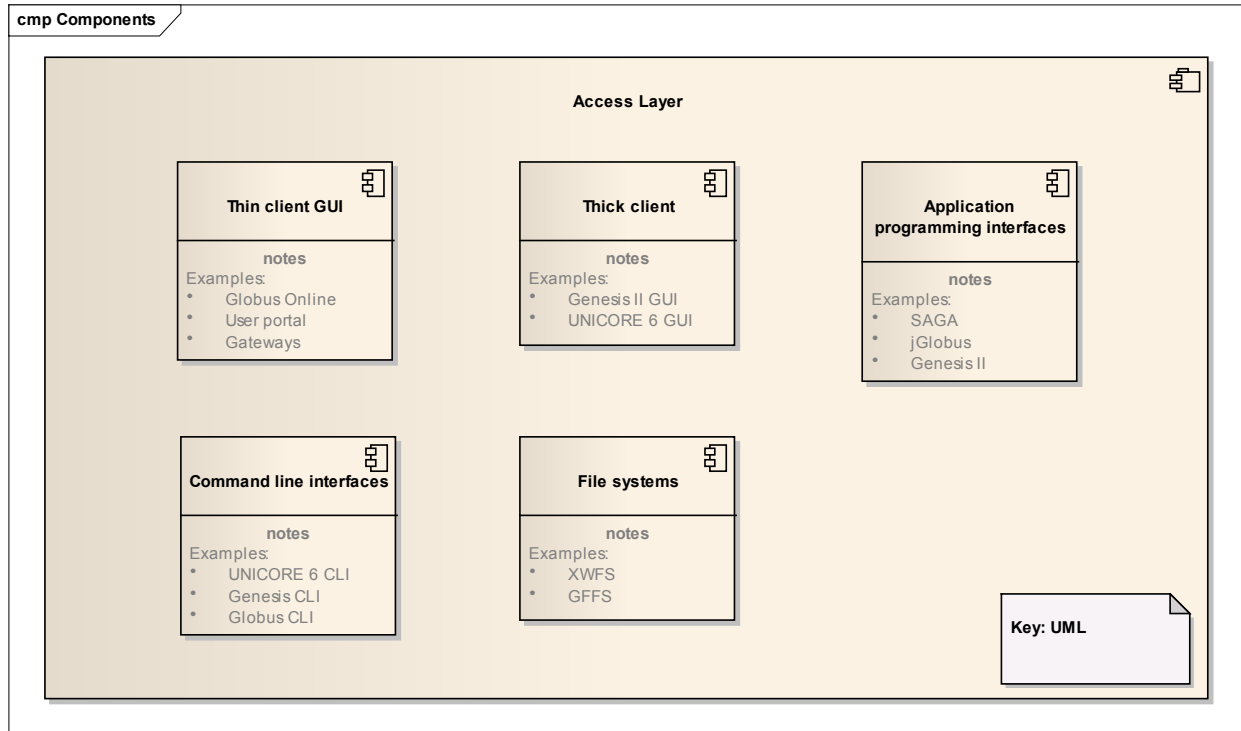 cmp Components
Access Layer
Thin client GUI
notes
Examples:
• Globus Online
• User portal
• Gateways
Thick client
notes
Examples:
• Genesis II GUI
• UNICORE 6 GUI
Application
programming interfaces
notes
Examples:
• SAGA
• jGlobus
• Genesis II
Command line interfaces
notes
Examples:
• UNICORE 6 CLI
• Genesis CLI
• Globus CLI
File systems
notes
Examples:
• XWFS
• GFFS
Key: UML